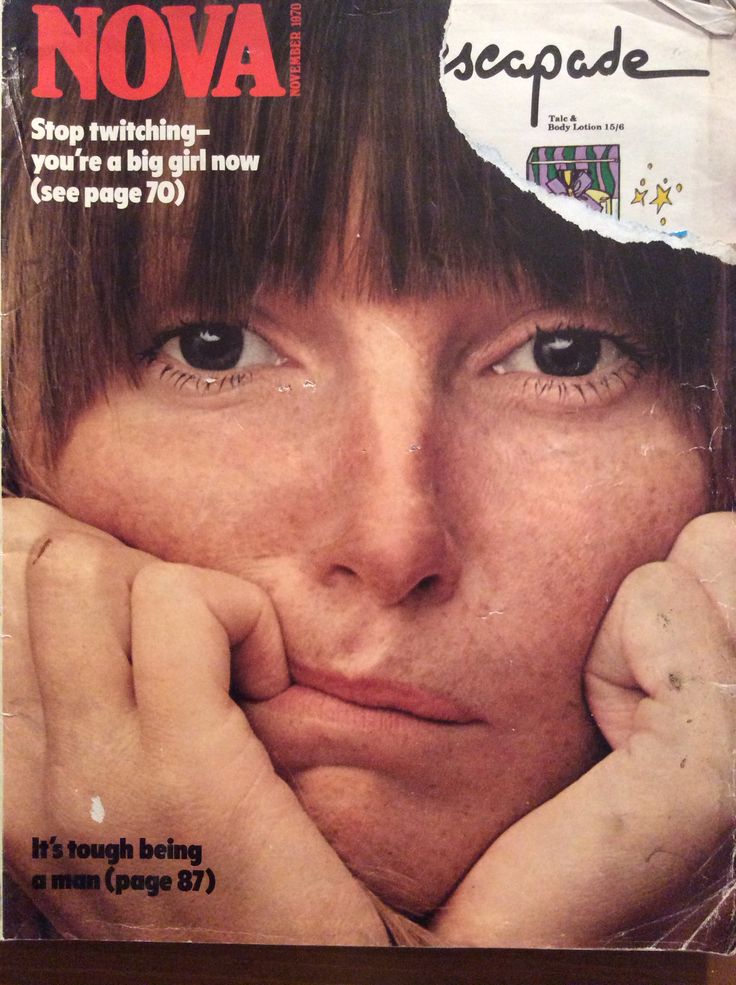 NOVA
NOVEMBER 1970
Stop twitching–
you're a big girl now
(see page 70)
'scapade
Talc &
Body Lotion 15/6
It's tough being
a man (page 87)